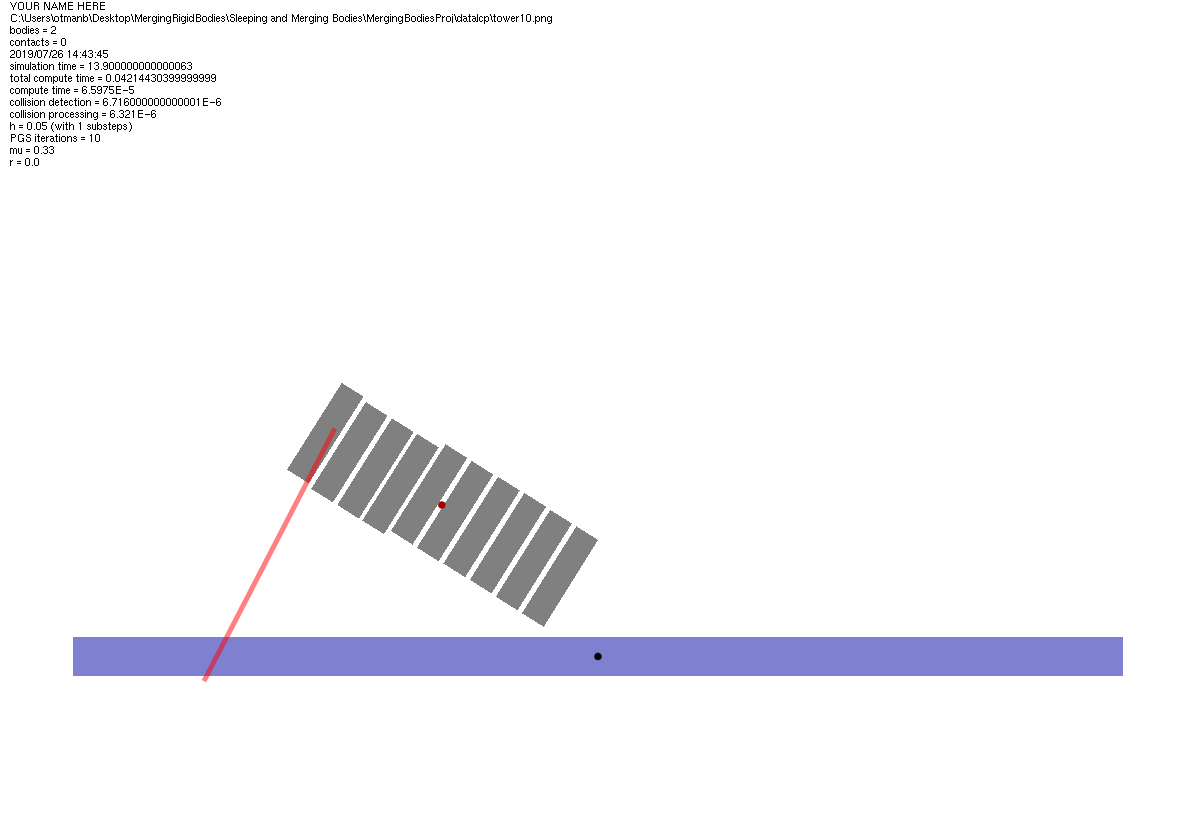 YOUR NAME HERE
C:\Users\otmanb\Desktop\MergingRigidBodies\Sleeping and Merging Bodies\MergingBodiesProj\datalcp\tower10.png
bodies = 2
contacts = 0
2019/07/26 14:43:45
simulation time = 13.900000000000063
total compute time = 0.04214430399999999
compute time = 6.5975E-5
collision detection = 6.716000000000001E-6
collision processing = 6.321E-6
h = 0.05 (with 1 substeps)
PGS iterations = 10
mu = 0.33
r = 0.0